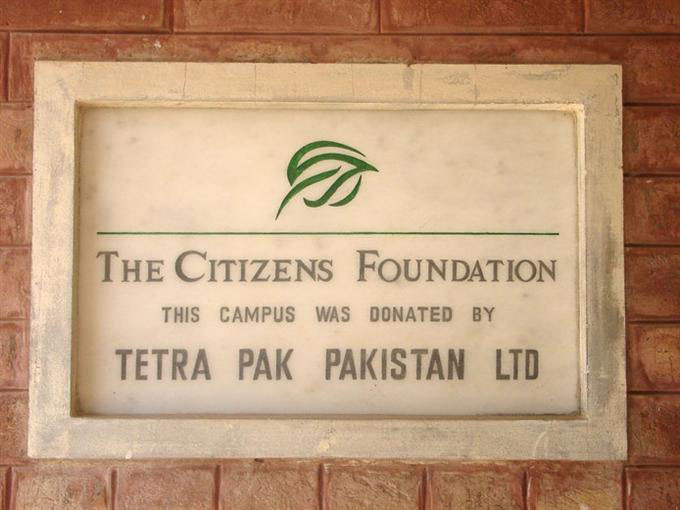 THE CITIZENS FOUNDATION
THIS CAMPUS WAS DONATED BY
TETRA PAK PAKISTAN LTD